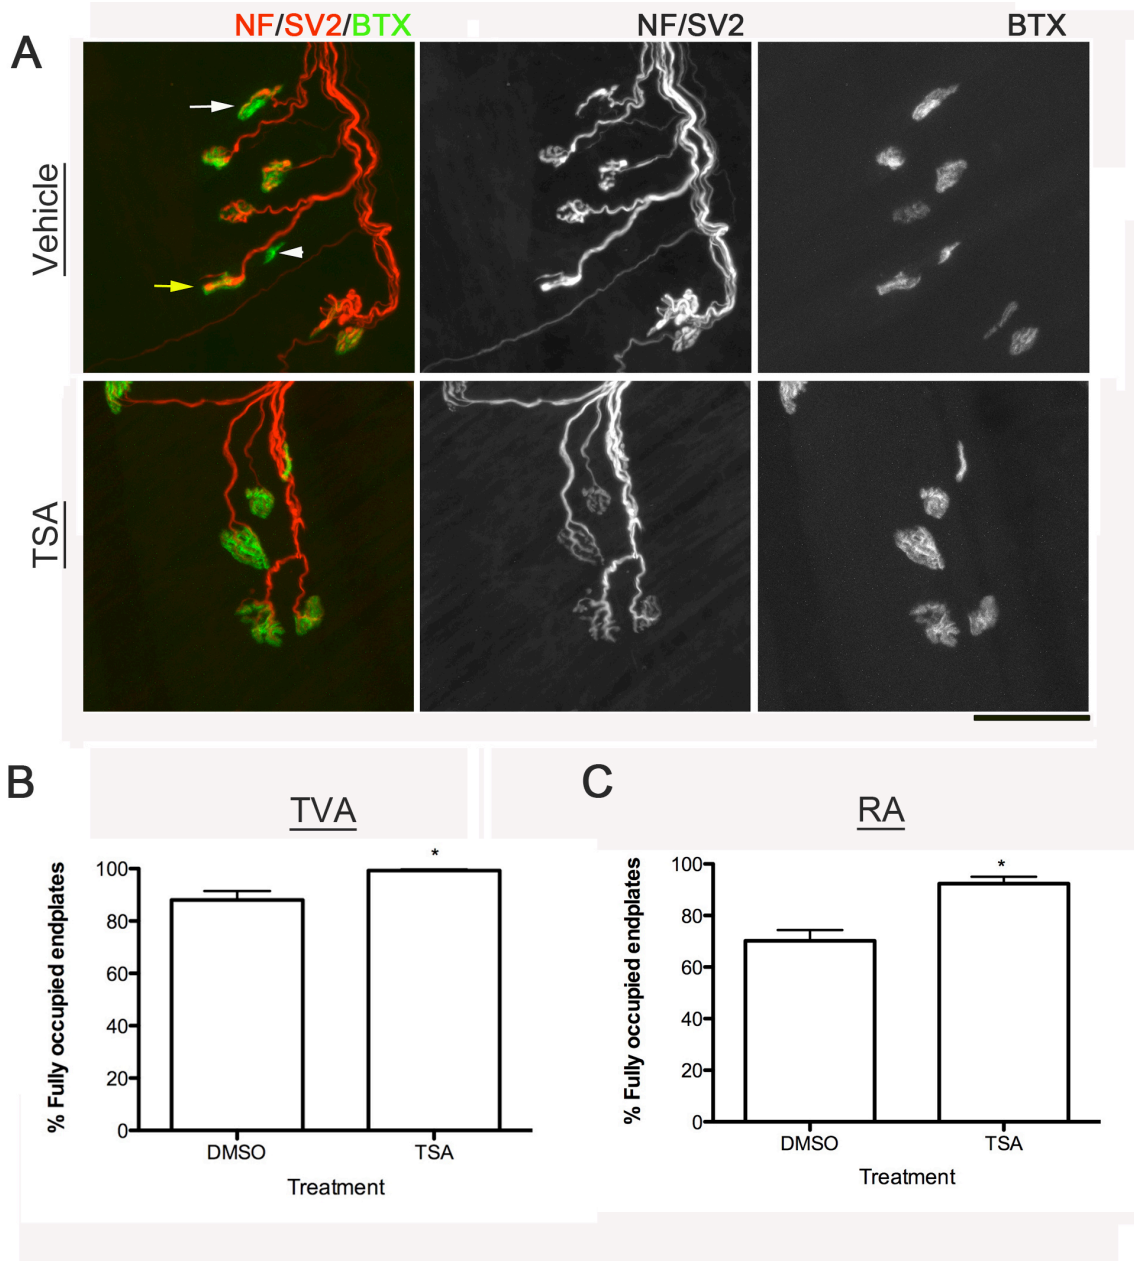 A
NF/SV2/BTX
NF/SV2
BTX
Vehicle
TSA
B
TVA
% Fully occupied endplates
100
80
60
40
20
0
*
DMSO
TSA
Treatment
C
RA
% Fully occupied endplates
100
80
60
40
20
0
*
DMSO
TSA
Treatment